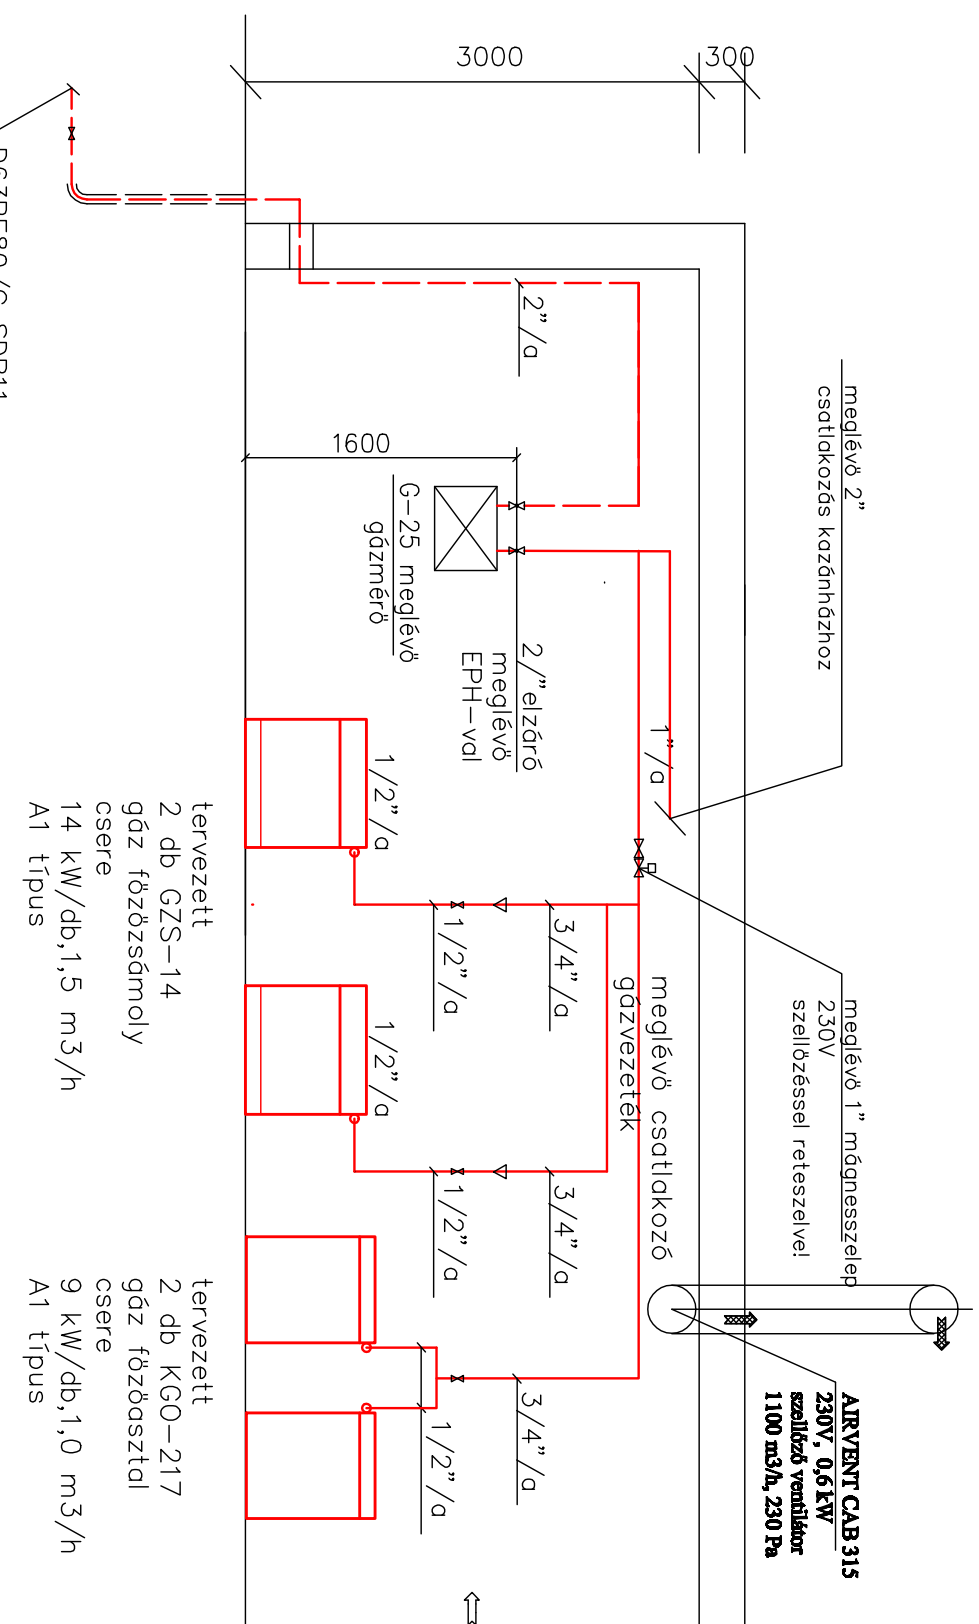 3000
300
meglévő 2"
csatlakozás kazánházhoz
2"/a
1600
G-25 meglévő
gázmérő
2/"elzáró
meglévő
EPH-val
1"/a
meglévő 1" mágnesszelep
230V
szellőzéssel reteszelve!
meglévő csatlakozó
gázvezeték
1/2"/a
3/4"/a
1/2"/a
1/2"/a
3/4"/a
1/2"/a
3/4"/a
1/2"/a
AIRVENT CAB 315
230V, 0,6 kW
szellőző ventilátor
1100 m3/h, 230 Pa
tervezett
2 db GZS-14
gáz főzőzsámoly
csere
14 kW/db,1,5 m3/h
A1 típus
tervezett
2 db KGO-217
gáz főzőasztal
csere
9 kW/db,1,0 m3/h
A1 típus